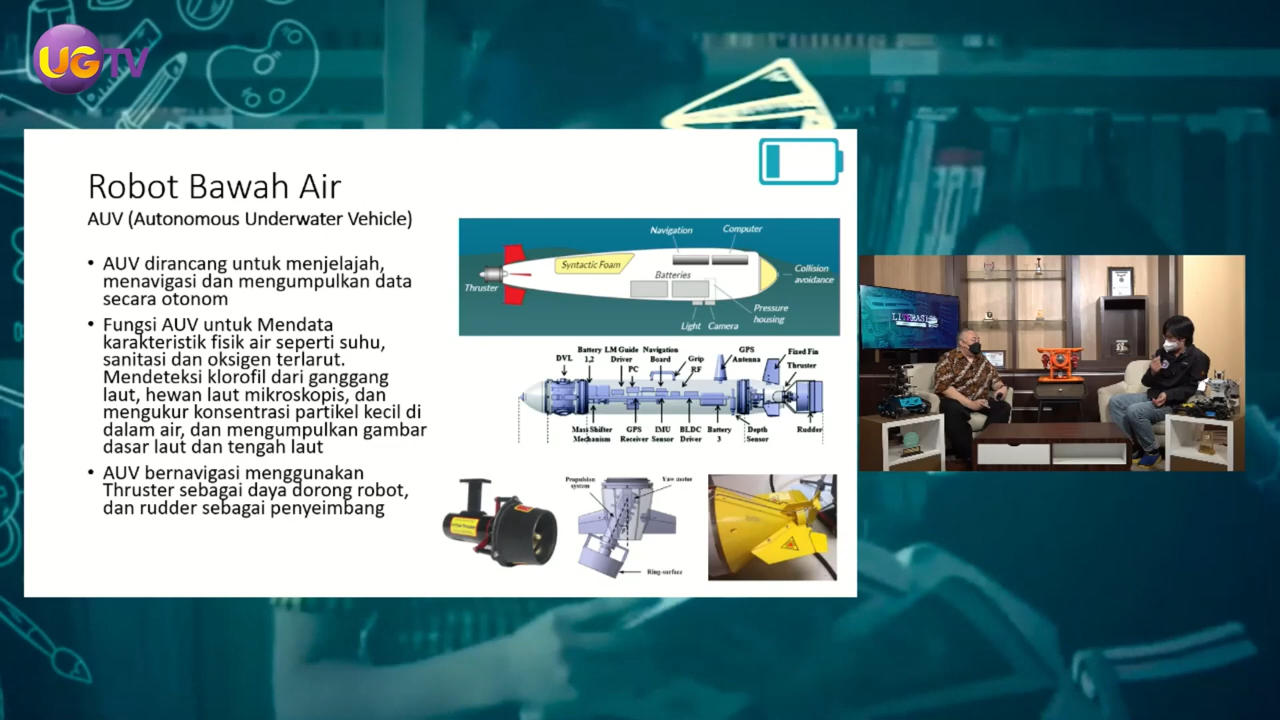 UGTV
Robot Bawah Air
AUV (Autonomous Underwater Vehicle)
• AUV dirancang untuk menjelajah,
menavigasi dan mengumpulkan data
secara otonom
• Fungsi AUV untuk Mendata
karakteristik fisik air seperti suhu,
sanitasi dan oksigen terlarut.
Mendeteksi klorofil dari ganggang
laut, hewan laut mikroskopis, dan
mengukur konsentrasi partikel kecil di
dalam air, dan mengumpulkan gambar
dasar laut dan tengah laut
• AUV bernavigasi menggunakan
Thruster sebagai daya dorong robot,
dan rudder sebagai penyeimbang
Navigation
Computer
Syntactic Foam
Batteries
Collision
avoidance
Thruster
Pressure
housing
Light
Camera
DVL
Battery
1,2
LM Guide
Driver
PC
Navigation
Board
Grip
RF
GPS
Antenna
Fixed Fin
Thruster
Mass Shifter
Mechanism
GPS
Receiver
IMU
Sensor
BLDC
Driver
Battery
3
Depth
Sensor
Rudder
Propulsion
system
Yaw motor
Ring-surface
LITERASI